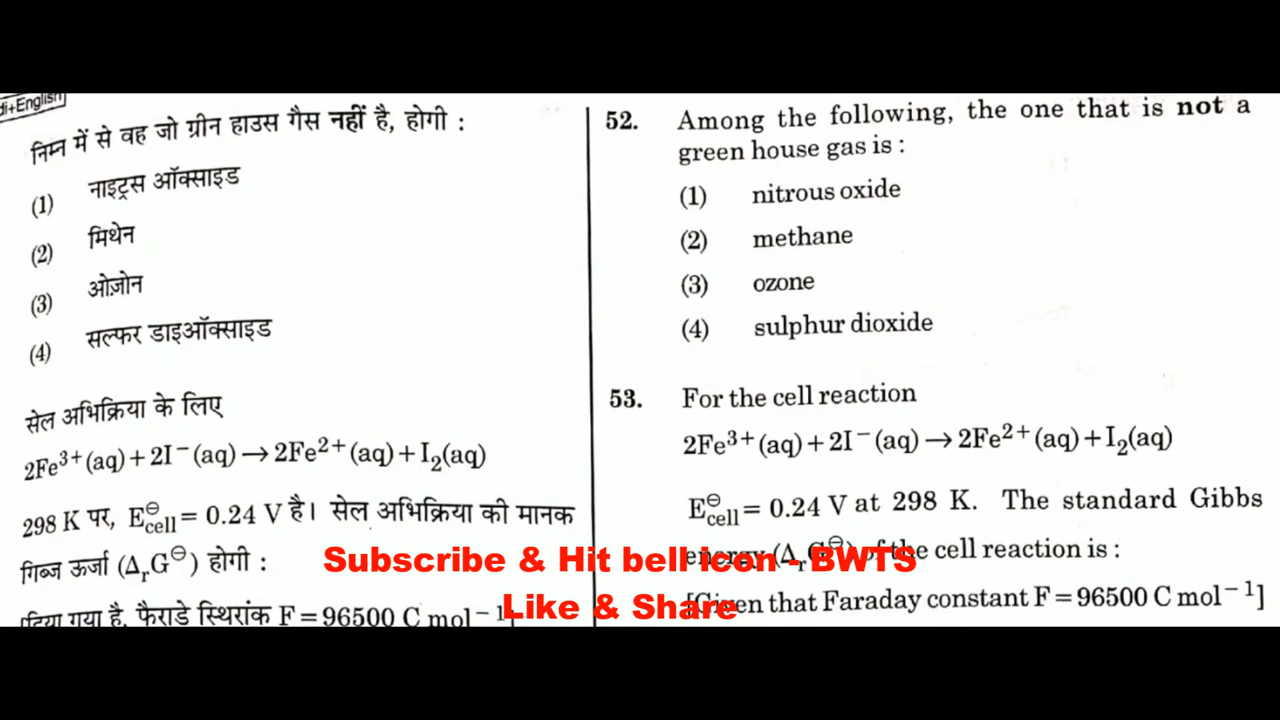 di+English
निम्न में से वह जो ग्रीन हाउस गैस नहीं है, होगी :
(1) नाइट्रस ऑक्साइड
(2) मिथेन
(3) ओज़ोन
(4) सल्फर डाइऑक्साइड
सेल अभिक्रिया के लिए
2Fe³⁺(aq) + 2I⁻(aq) → 2Fe²⁺(aq) + I₂(aq)
298 K पर, E⊖cell = 0.24 V है। सेल अभिक्रिया की मानक
गिब्ज ऊर्जा (ΔᵣG⊖) होगी :
[दिया गया है, फैराडे स्थिरांक F = 96500 C mol⁻¹]
52. Among the following, the one that is not a
green house gas is :
(1) nitrous oxide
(2) methane
(3) ozone
(4) sulphur dioxide
53. For the cell reaction
2Fe³⁺(aq) + 2I⁻(aq) → 2Fe²⁺(aq) + I₂(aq)
E⊖cell = 0.24 V at 298 K. The standard Gibbs
energy (ΔᵣG⊖) of the cell reaction is :
[Given that Faraday constant F = 96500 C mol⁻¹]
Subscribe & Hit bell icon - BWTS
Like & Share